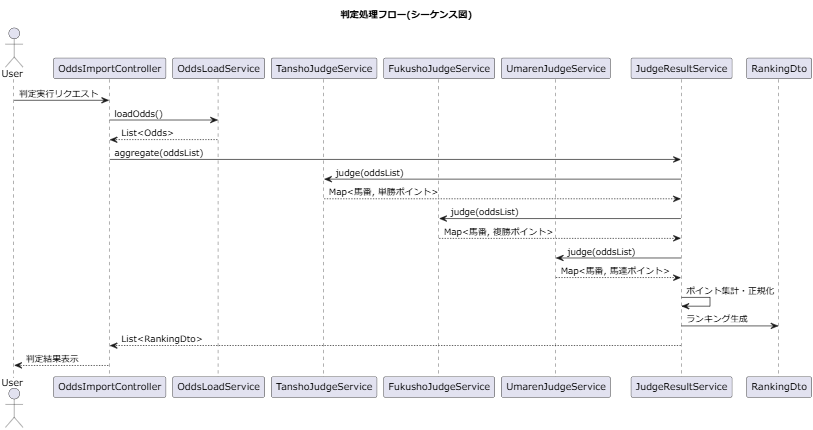 判定処理フロー(シーケンス図)
User
OddsImportController
OddsLoadService
TanshoJudgeService
FukushoJudgeService
UmarenJudgeService
JudgeResultService
RankingDto
判定実行リクエスト
loadOdds()
List<Odds>
aggregate(oddsList)
judge(oddsList)
Map<馬番, 単勝ポイント>
judge(oddsList)
Map<馬番, 複勝ポイント>
judge(oddsList)
Map<馬番, 馬連ポイント>
ポイント集計・正規化
ランキング生成
List<RankingDto>
判定結果表示
User
OddsImportController
OddsLoadService
TanshoJudgeService
FukushoJudgeService
UmarenJudgeService
JudgeResultService
RankingDto